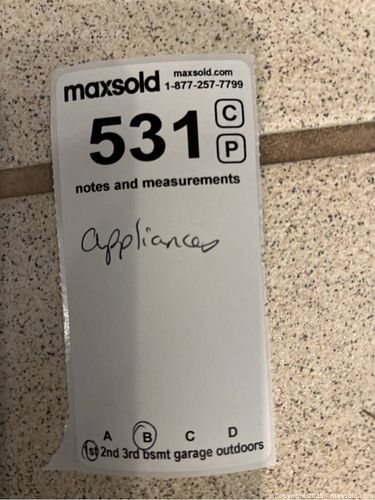 maxsold maxsold.com
1-877-257-7799
531 C
P
notes and measurements
appliances
A B C D
1st 2nd 3rd bsmt garage outdoors
copyright 2025 maxsold.com